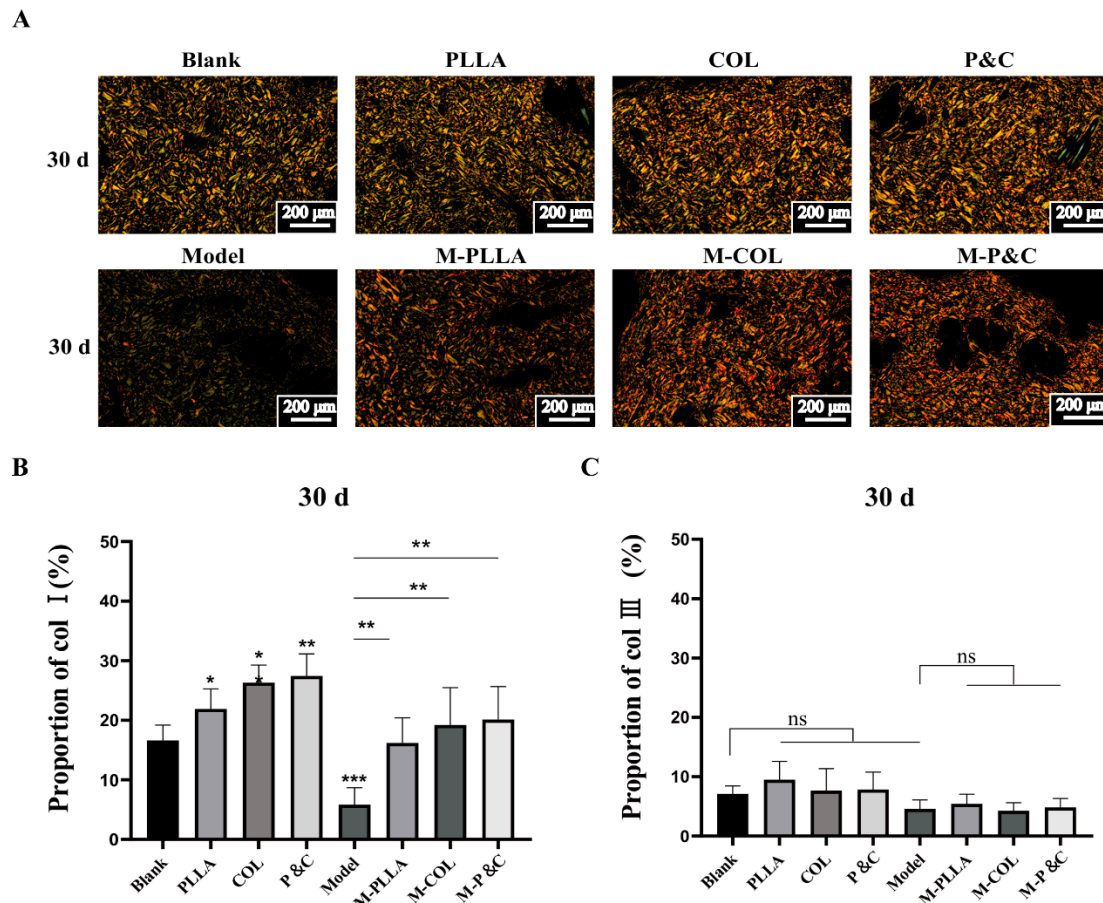 A
Blank PLLA COL P&C
30 d
200 μm 200 μm 200 μm 200 μm
Model M-PLLA M-COL M-P&C
30 d
200 μm 200 μm 200 μm 200 μm
B
30 d
Proportion of col Ⅰ (%)
50
40
30
20
10
0
*
*
*
**
***
**
**
**
Blank PLLA COL P&C Model M-PLLA M-COL M-P&C
C
30 d
Proportion of col Ⅲ (%)
50
40
30
20
10
0
ns
ns
Blank PLLA COL P&C Model M-PLLA M-COL M-P&C